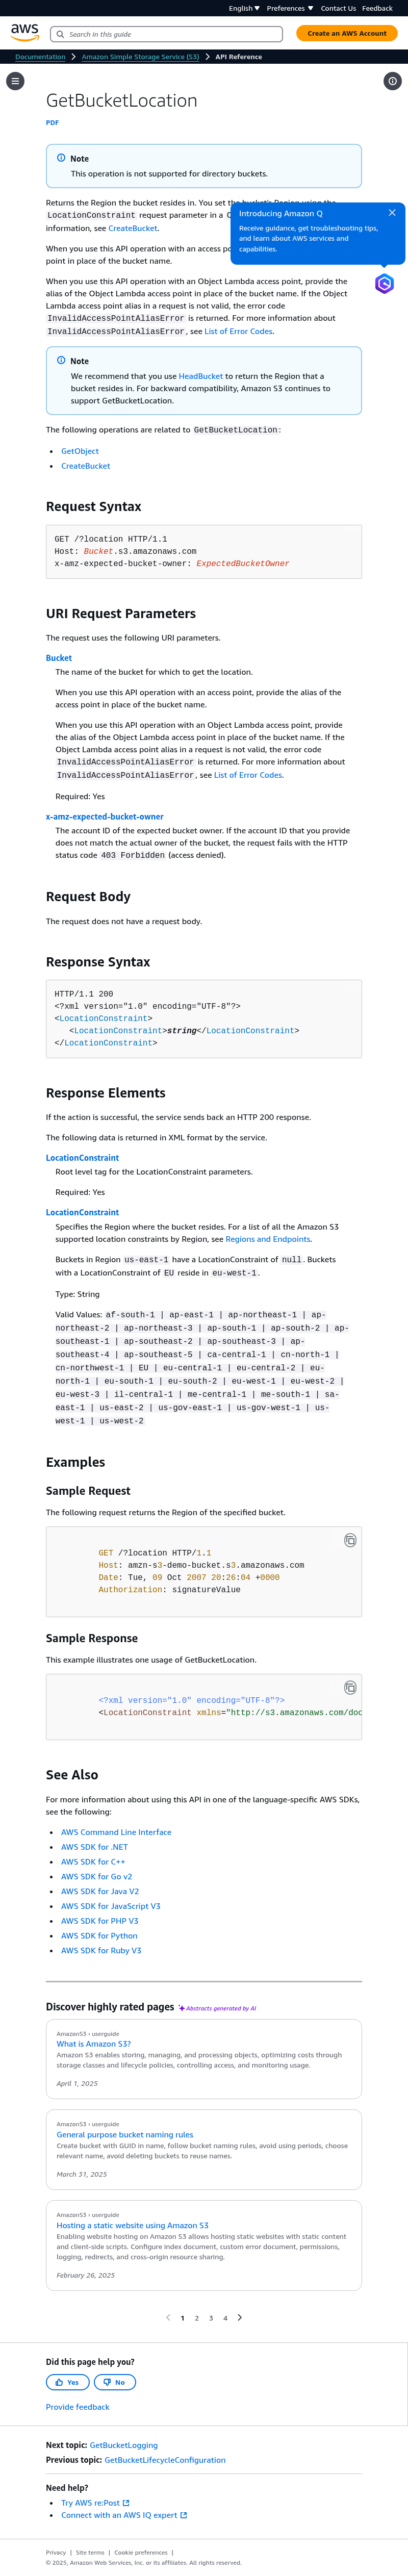 English Preferences Contact Us Feedback
aws Search in this guide Create an AWS Account
Documentation Amazon Simple Storage Service (S3) API Reference
GetBucketLocation
PDF
Note
This operation is not supported for directory buckets.
Returns the Region the bucket resides in. You set the bucket's Region using the
LocationConstraint request parameter in a
information, see CreateBucket.
Introducing Amazon Q
Receive guidance, get troubleshooting tips,
and learn about AWS services and
capabilities.
When you use this API operation with an access
point in place of the bucket name.
When you use this API operation with an Object Lambda access point, provide the
alias of the Object Lambda access point in place of the bucket name. If the Object
Lambda access point alias in a request is not valid, the error code
InvalidAccessPointAliasError is returned. For more information about
InvalidAccessPointAliasError, see List of Error Codes.
Note
We recommend that you use HeadBucket to return the Region that a
bucket resides in. For backward compatibility, Amazon S3 continues to
support GetBucketLocation.
The following operations are related to GetBucketLocation:
• GetObject
• CreateBucket
Request Syntax
GET /?location HTTP/1.1
Host: Bucket.s3.amazonaws.com
x-amz-expected-bucket-owner: ExpectedBucketOwner
URI Request Parameters
The request uses the following URI parameters.
Bucket
The name of the bucket for which to get the location.
When you use this API operation with an access point, provide the alias of the
access point in place of the bucket name.
When you use this API operation with an Object Lambda access point, provide
the alias of the Object Lambda access point in place of the bucket name. If the
Object Lambda access point alias in a request is not valid, the error code
InvalidAccessPointAliasError is returned. For more information about
InvalidAccessPointAliasError, see List of Error Codes.
Required: Yes
x-amz-expected-bucket-owner
The account ID of the expected bucket owner. If the account ID that you provide
does not match the actual owner of the bucket, the request fails with the HTTP
status code 403 Forbidden (access denied).
Request Body
The request does not have a request body.
Response Syntax
HTTP/1.1 200
<?xml version="1.0" encoding="UTF-8"?>
<LocationConstraint>
<LocationConstraint>string</LocationConstraint>
</LocationConstraint>
Response Elements
If the action is successful, the service sends back an HTTP 200 response.
The following data is returned in XML format by the service.
LocationConstraint
Root level tag for the LocationConstraint parameters.
Required: Yes
LocationConstraint
Specifies the Region where the bucket resides. For a list of all the Amazon S3
supported location constraints by Region, see Regions and Endpoints.
Buckets in Region us-east-1 have a LocationConstraint of null. Buckets
with a LocationConstraint of EU reside in eu-west-1.
Type: String
Valid Values: af-south-1 | ap-east-1 | ap-northeast-1 | ap-
northeast-2 | ap-northeast-3 | ap-south-1 | ap-south-2 | ap-
southeast-1 | ap-southeast-2 | ap-southeast-3 | ap-
southeast-4 | ap-southeast-5 | ca-central-1 | cn-north-1 |
cn-northwest-1 | EU | eu-central-1 | eu-central-2 | eu-
north-1 | eu-south-1 | eu-south-2 | eu-west-1 | eu-west-2 |
eu-west-3 | il-central-1 | me-central-1 | me-south-1 | sa-
east-1 | us-east-2 | us-gov-east-1 | us-gov-west-1 | us-
west-1 | us-west-2
Examples
Sample Request
The following request returns the Region of the specified bucket.
GET /?location HTTP/1.1
Host: amzn-s3-demo-bucket.s3.amazonaws.com
Date: Tue, 09 Oct 2007 20:26:04 +0000
Authorization: signatureValue
Sample Response
This example illustrates one usage of GetBucketLocation.
<?xml version="1.0" encoding="UTF-8"?>
<LocationConstraint xmlns="http://s3.amazonaws.com/doc
See Also
For more information about using this API in one of the language-specific AWS SDKs,
see the following:
• AWS Command Line Interface
• AWS SDK for .NET
• AWS SDK for C++
• AWS SDK for Go v2
• AWS SDK for Java V2
• AWS SDK for JavaScript V3
• AWS SDK for PHP V3
• AWS SDK for Python
• AWS SDK for Ruby V3
Discover highly rated pages Abstracts generated by AI
AmazonS3 › userguide
What is Amazon S3?
Amazon S3 enables storing, managing, and processing objects, optimizing costs through
storage classes and lifecycle policies, controlling access, and monitoring usage.
April 1, 2025
AmazonS3 › userguide
General purpose bucket naming rules
Create bucket with GUID in name, follow bucket naming rules, avoid using periods, choose
relevant name, avoid deleting buckets to reuse names.
March 31, 2025
AmazonS3 › userguide
Hosting a static website using Amazon S3
Enabling website hosting on Amazon S3 allows hosting static websites with static content
and client-side scripts. Configure index document, custom error document, permissions,
logging, redirects, and cross-origin resource sharing.
February 26, 2025
1 2 3 4
Did this page help you?
Yes No
Provide feedback
Next topic: GetBucketLogging
Previous topic: GetBucketLifecycleConfiguration
Need help?
• Try AWS re:Post
• Connect with an AWS IQ expert
Privacy | Site terms | Cookie preferences |
© 2025, Amazon Web Services, Inc. or its affiliates. All rights reserved.